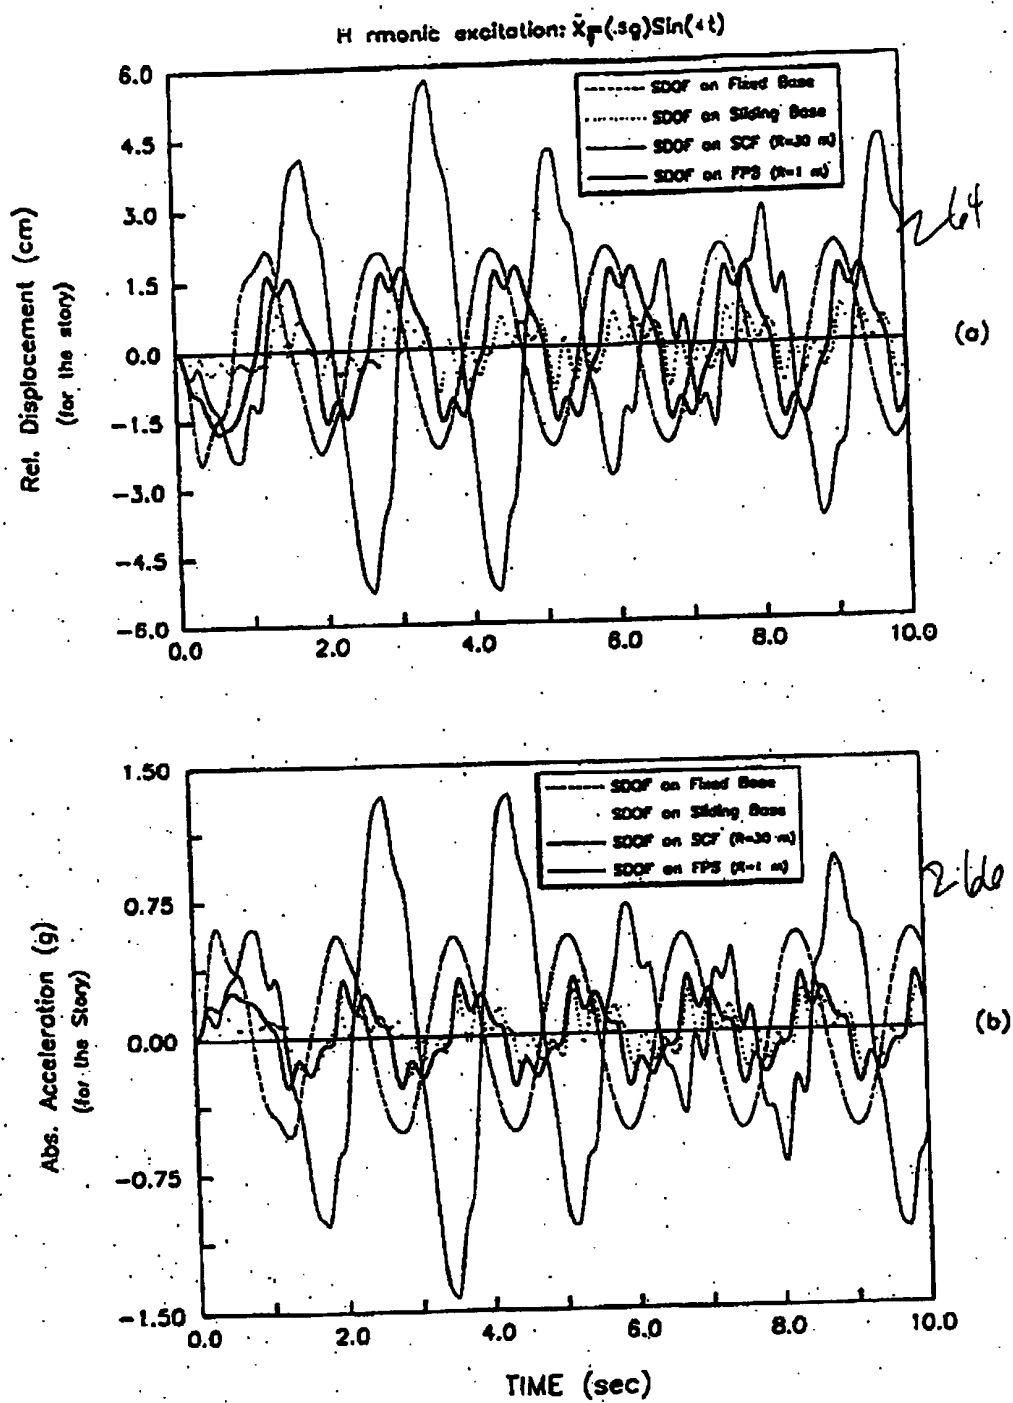 H rmonic excitation: ẍg=(.5g)Sin(4t)
6.0
4.5
3.0
1.5
0.0
-1.5
-3.0
-4.5
-6.0
Rel. Displacement (cm)
(for the story)
SDOF on Fixed Base
SDOF on Sliding Base
SDOF on SCF (R=30 m)
SDOF on FPS (R=1 m)
64
(a)
0.0 2.0 4.0 6.0 8.0 10.0
1.50
0.75
0.00
-0.75
-1.50
Abs. Acceleration (g)
(for the Story)
SDOF on Fixed Base
SDOF on Sliding Base
SDOF on SCF (R=30 m)
SDOF on FPS (R=1 m)
66
(b)
0.0 2.0 4.0 6.0 8.0 10.0
TIME (sec)